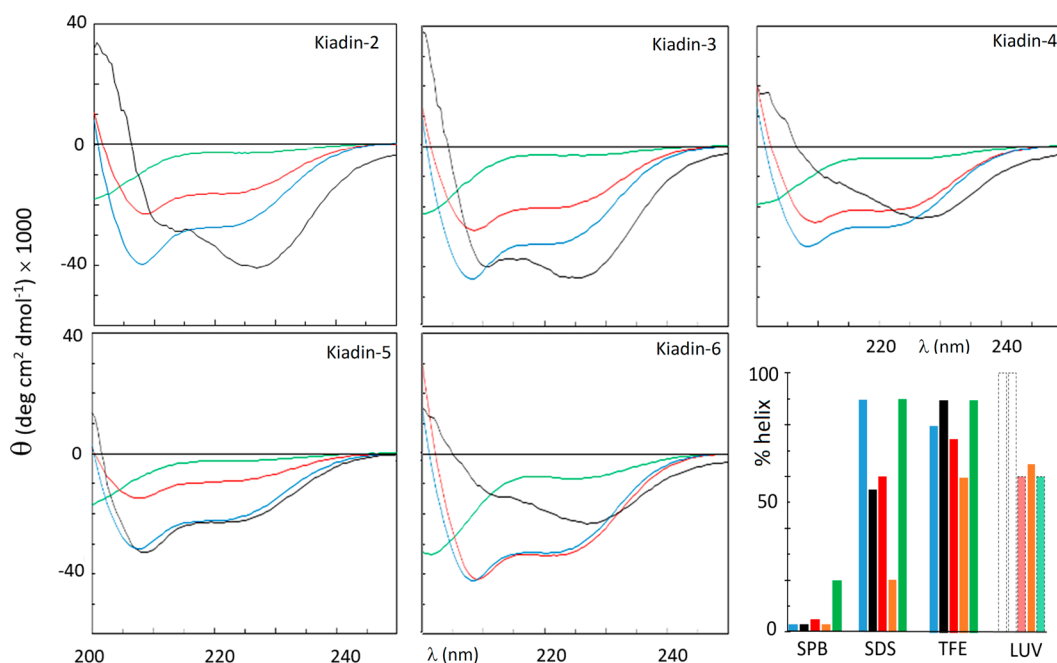 40
Kiadin-2
Kiadin-3
Kiadin-4
0
-40
θ (deg cm² dmol⁻¹) × 1000
220 λ (nm) 240
40
Kiadin-5
Kiadin-6
0
-40
200 220 240
λ (nm) 220 240
% helix
100
50
0
SPB SDS TFE LUV